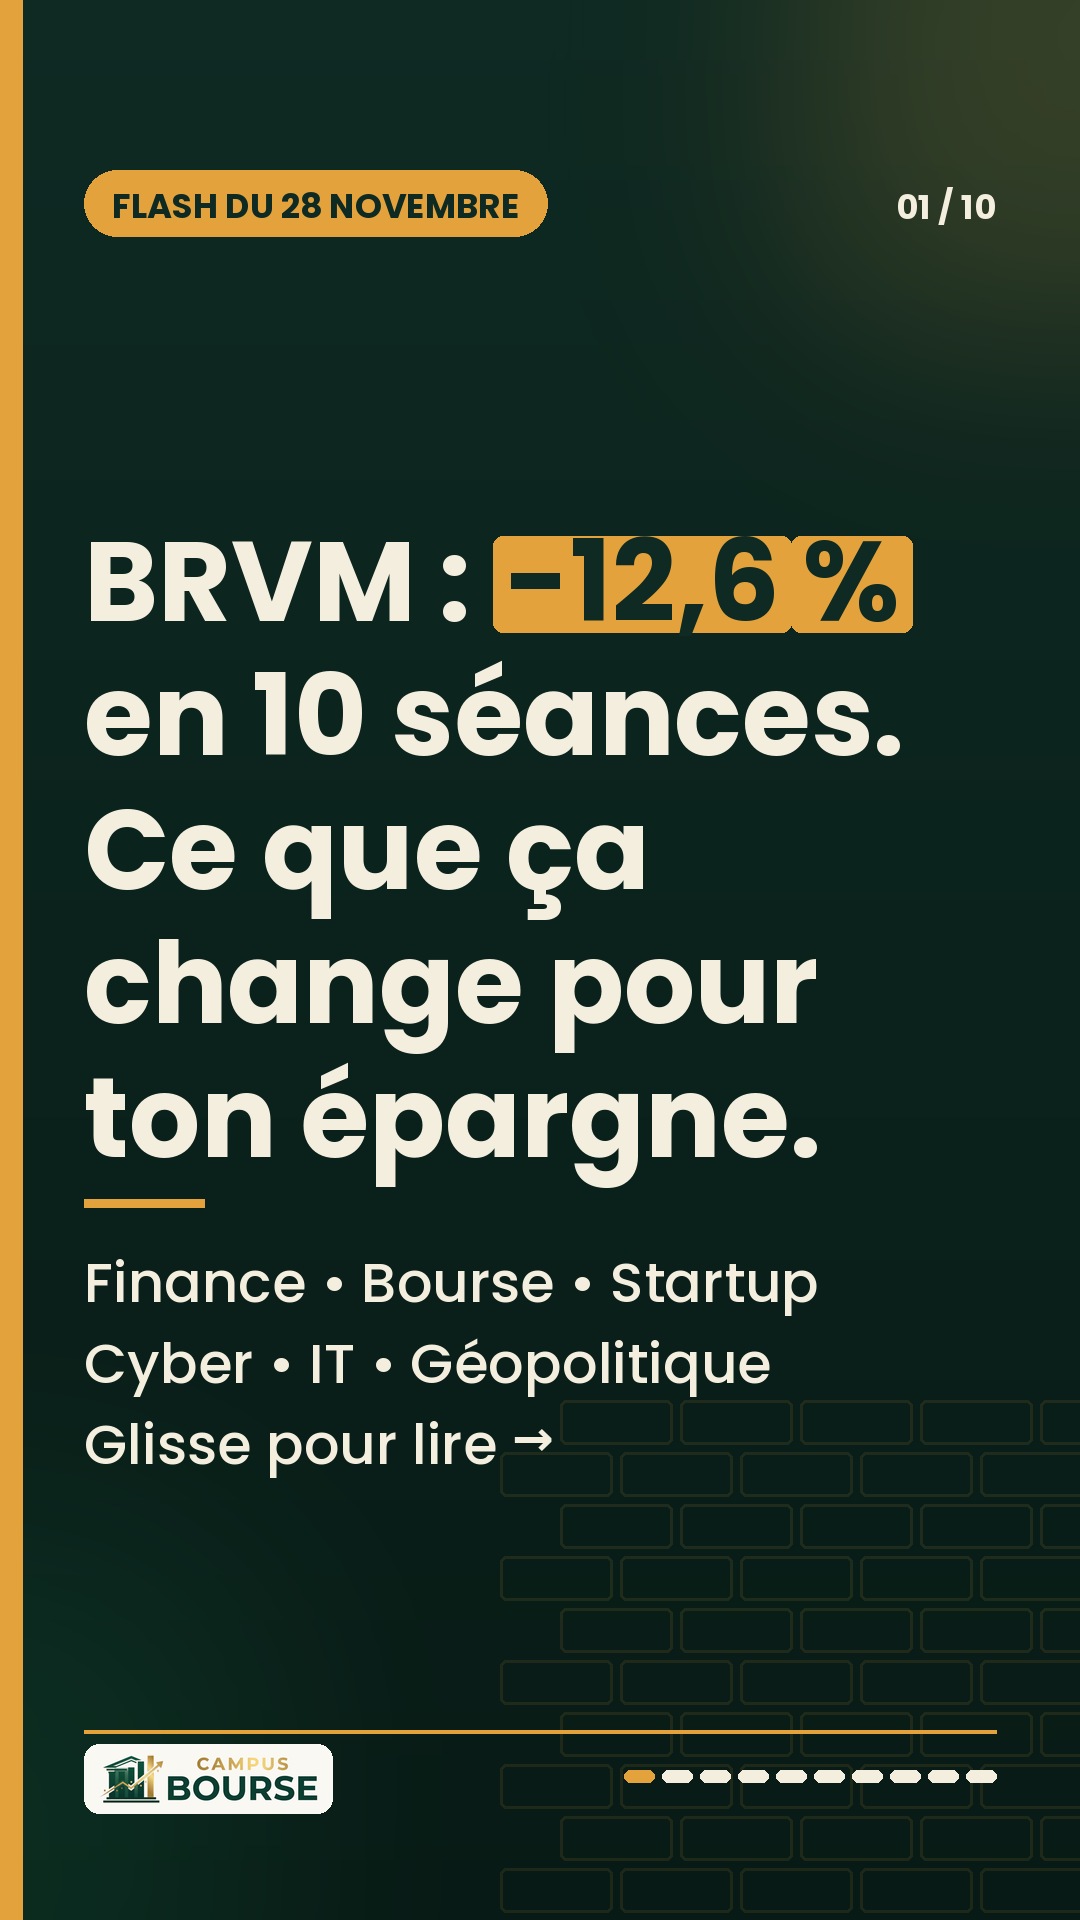 FLASH DU 28 NOVEMBRE
01 / 10
BRVM : −12,6 %
en 10 séances.
Ce que ça
change pour
ton épargne.
Finance • Bourse • Startup
Cyber • IT • Géopolitique
Glisse pour lire →
CAMPUS
BOURSE